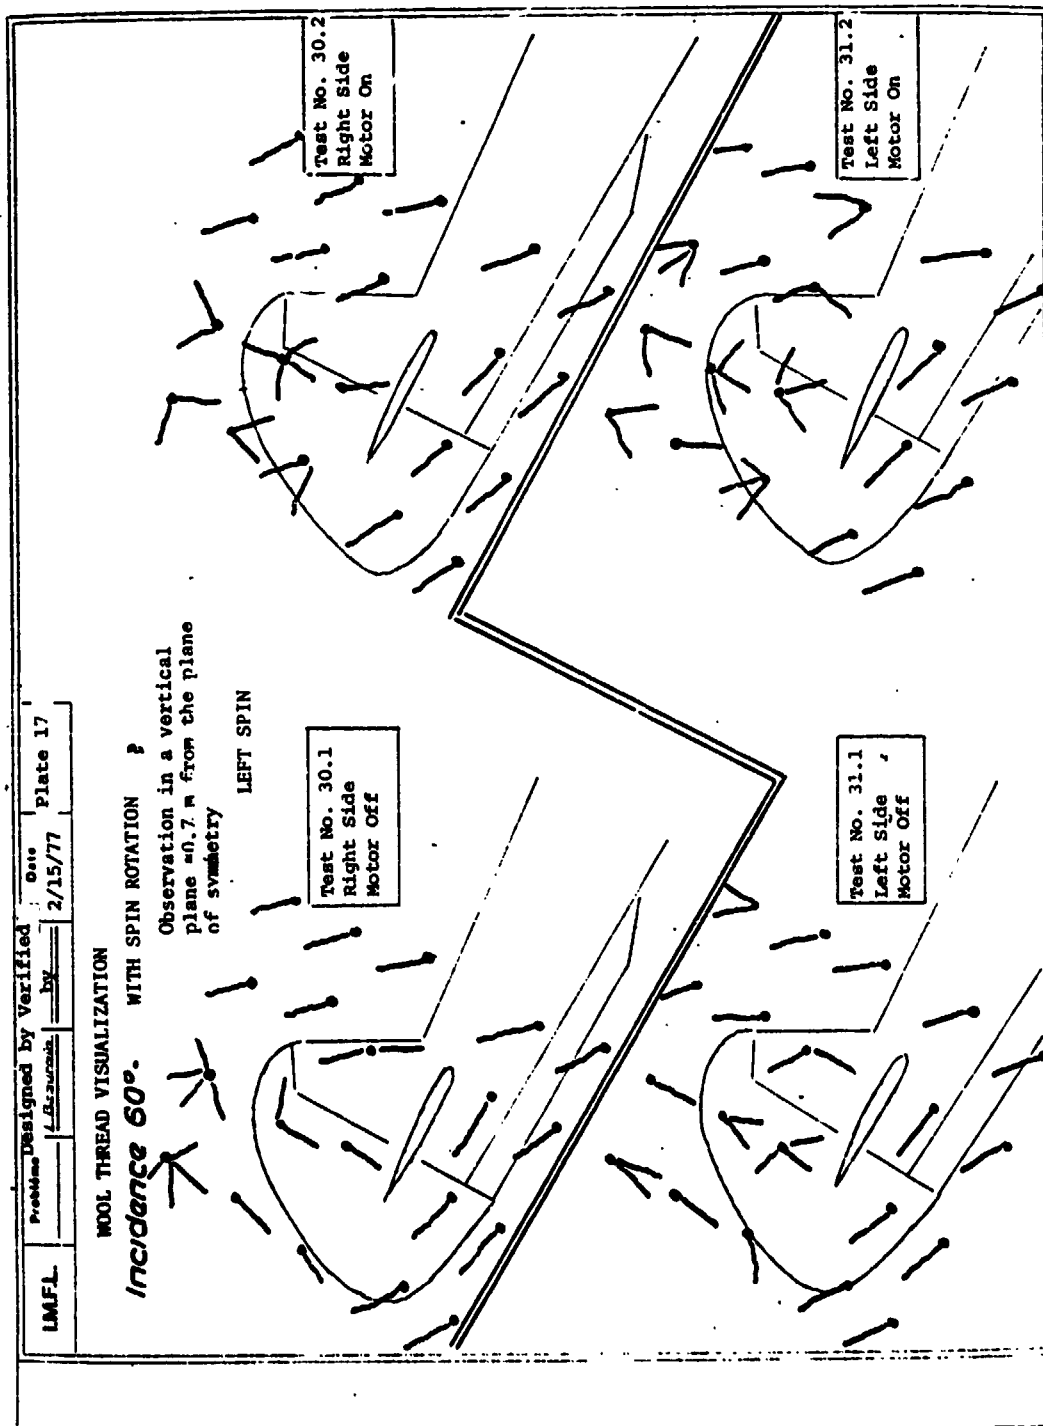 I.M.F.L.
Problème
Designed by
Verified by
Date
2/15/77
Plate 17
WOOL THREAD VISUALIZATION
Incidence 60°. WITH SPIN ROTATION
Observation in a vertical
plane ≈0.7 m from the plane
of symmetry
LEFT SPIN
Test No. 30.1
Right Side
Motor Off
Test No. 30.2
Right Side
Motor On
Test No. 31.1
Left Side
Motor Off
Test No. 31.2
Left Side
Motor On